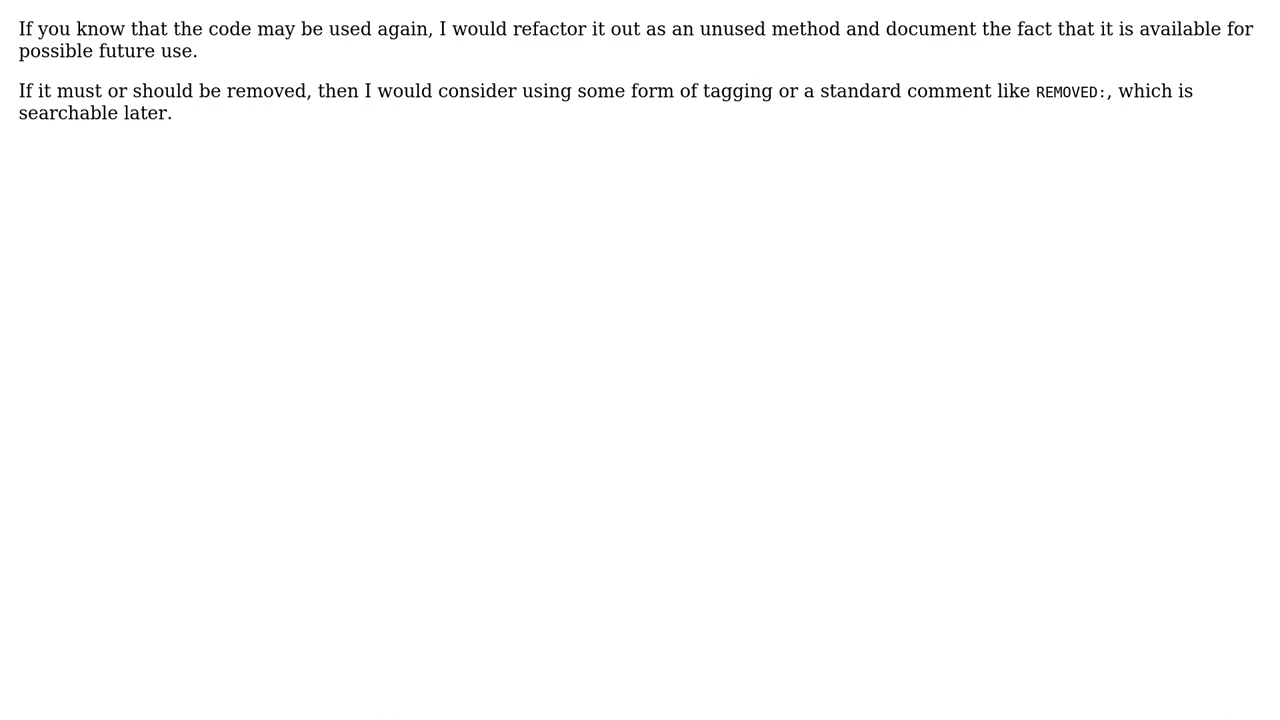 If you know that the code may be used again, I would refactor it out as an unused method and document the fact that it is available for
possible future use.
If it must or should be removed, then I would consider using some form of tagging or a standard comment like REMOVED:, which is
searchable later.